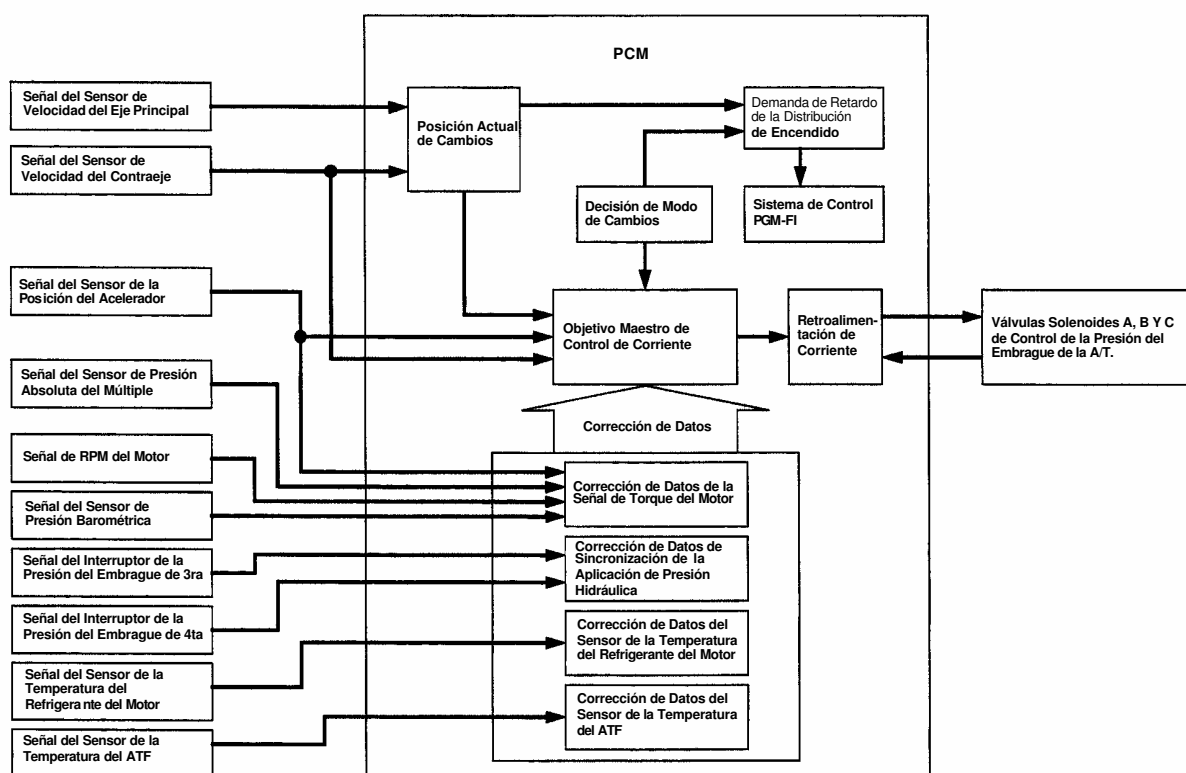 PCM
Señal del Sensor de
Velocidad del Eje Principal
Señal del Sensor de
Velocidad del Contraeje
Señal del Sensor de la
Posición del Acelerador
Señal del Sensor de Presión
Absoluta del Múltiple
Señal de RPM del Motor
Señal del Sensor de
Presión Barométrica
Señal del Interruptor de la
Presión del Embrague de 3ra
Señal del Interruptor de la
Presión del Embrague de 4ta
Señal del Sensor de la
Temperatura del
Refrigerante del Motor
Señal del Sensor de la
Temperatura del ATF
Posición Actual
de Cambios
Demanda de Retardo
de la Distribución
de Encendido
Decisión de Modo
de Cambios
Sistema de Control
PGM-FI
Objetivo Maestro de
Control de Corriente
Retroalimen-
tación de
Corriente
Válvulas Solenoides A, B Y C
de Control de la Presión del
Embrague de la A/T.
Corrección de Datos
Corrección de Datos de la
Señal de Torque del Motor
Corrección de Datos de
Sincronización de la
Aplicación de Presión
Hidráulica
Corrección de Datos del
Sensor de la Temperatura
del Refrigerante del Motor
Corrección de Datos del
Sensor de la Temperatura
del ATF